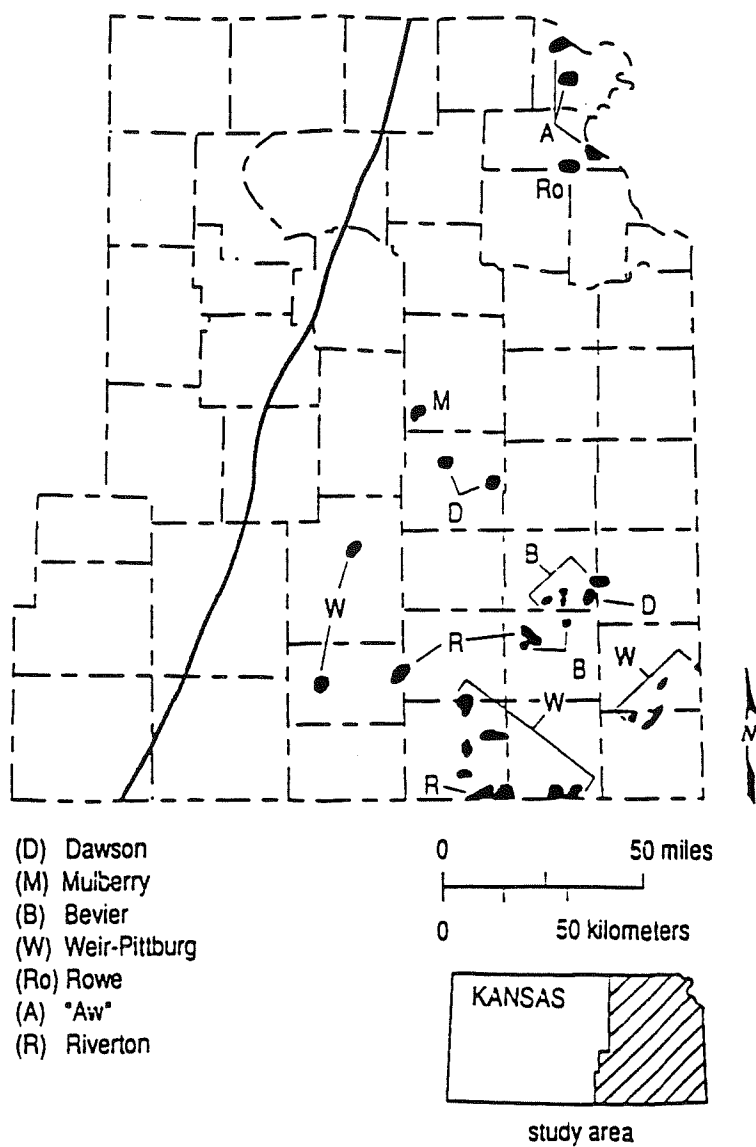 A
Ro
M
D
B
D
W
R
B
W
W
R
N
(D) Dawson
(M) Mulberry
(B) Bevier
(W) Weir-Pittburg
(Ro) Rowe
(A) "Aw"
(R) Riverton
0 50 miles
0 50 kilometers
KANSAS
study area